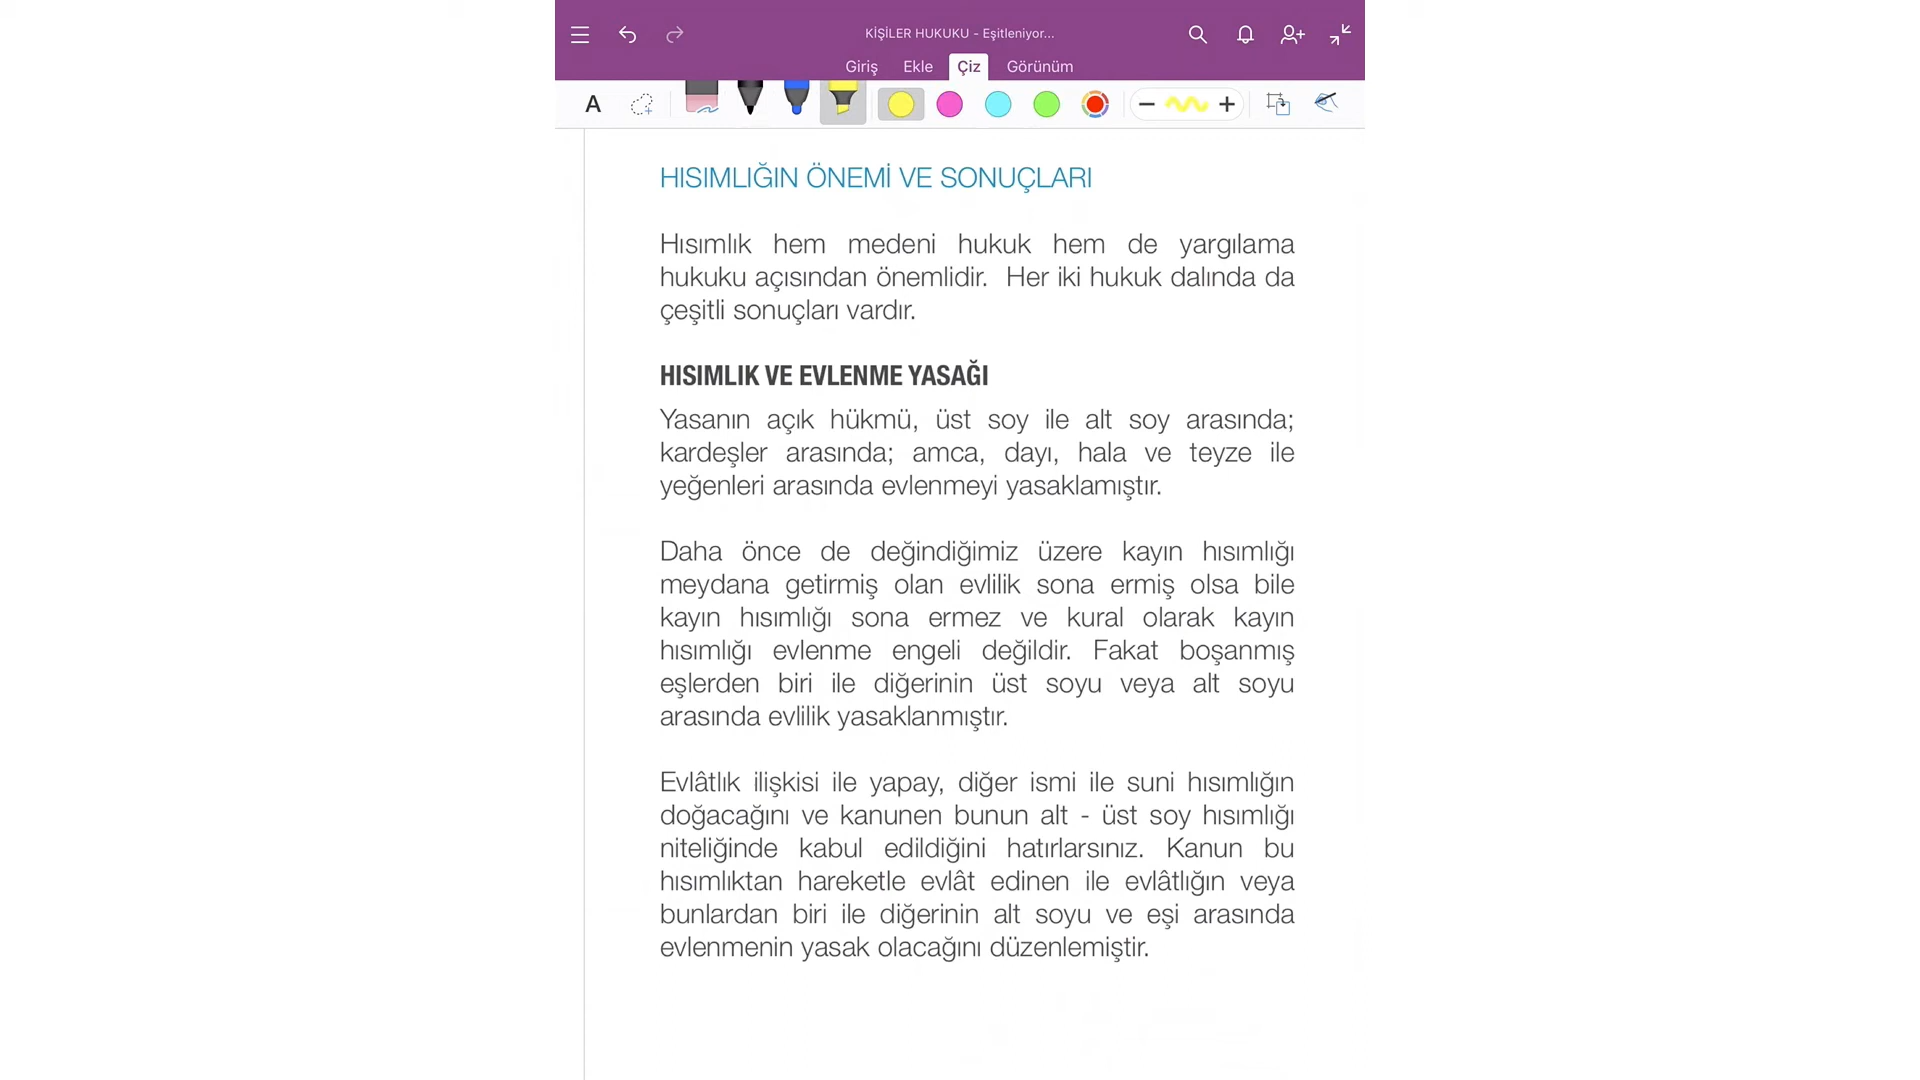 KİŞİLER HUKUKU - Eşitleniyor...
Giriş Ekle Çiz Görünüm
A
HISIMLIĞIN ÖNEMİ VE SONUÇLARI
Hısımlık hem medeni hukuk hem de yargılama
hukuku açısından önemlidir. Her iki hukuk dalında da
çeşitli sonuçları vardır.
HISIMLIK VE EVLENME YASAĞI
Yasanın açık hükmü, üst soy ile alt soy arasında;
kardeşler arasında; amca, dayı, hala ve teyze ile
yeğenleri arasında evlenmeyi yasaklamıştır.
Daha önce de değindiğimiz üzere kayın hısımlığı
meydana getirmiş olan evlilik sona ermiş olsa bile
kayın hısımlığı sona ermez ve kural olarak kayın
hısımlığı evlenme engeli değildir. Fakat boşanmış
eşlerden biri ile diğerinin üst soyu veya alt soyu
arasında evlilik yasaklanmıştır.
Evlâtlık ilişkisi ile yapay, diğer ismi ile suni hısımlığın
doğacağını ve kanunen bunun alt - üst soy hısımlığı
niteliğinde kabul edildiğini hatırlarsınız. Kanun bu
hısımlıktan hareketle evlât edinen ile evlâtlığın veya
bunlardan biri ile diğerinin alt soyu ve eşi arasında
evlenmenin yasak olacağını düzenlemiştir.